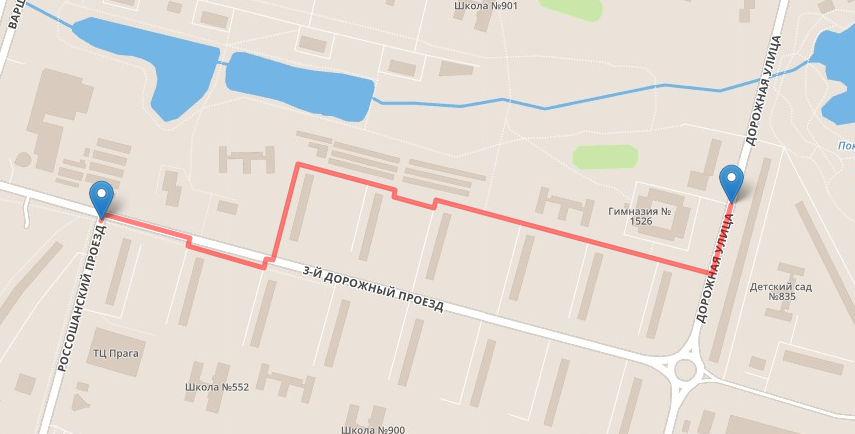 Школа №901
ВАРШ
ДОРОЖНАЯ УЛИЦА
Пок
Гимназия №
1526
ДОРОЖНАЯ УЛИЦА
РОССОШАНСКИЙ ПРОЕЗД
3-Й ДОРОЖНЫЙ ПРОЕЗД
Детский сад
№835
ТЦ Прага
Школа №552
Школа №900